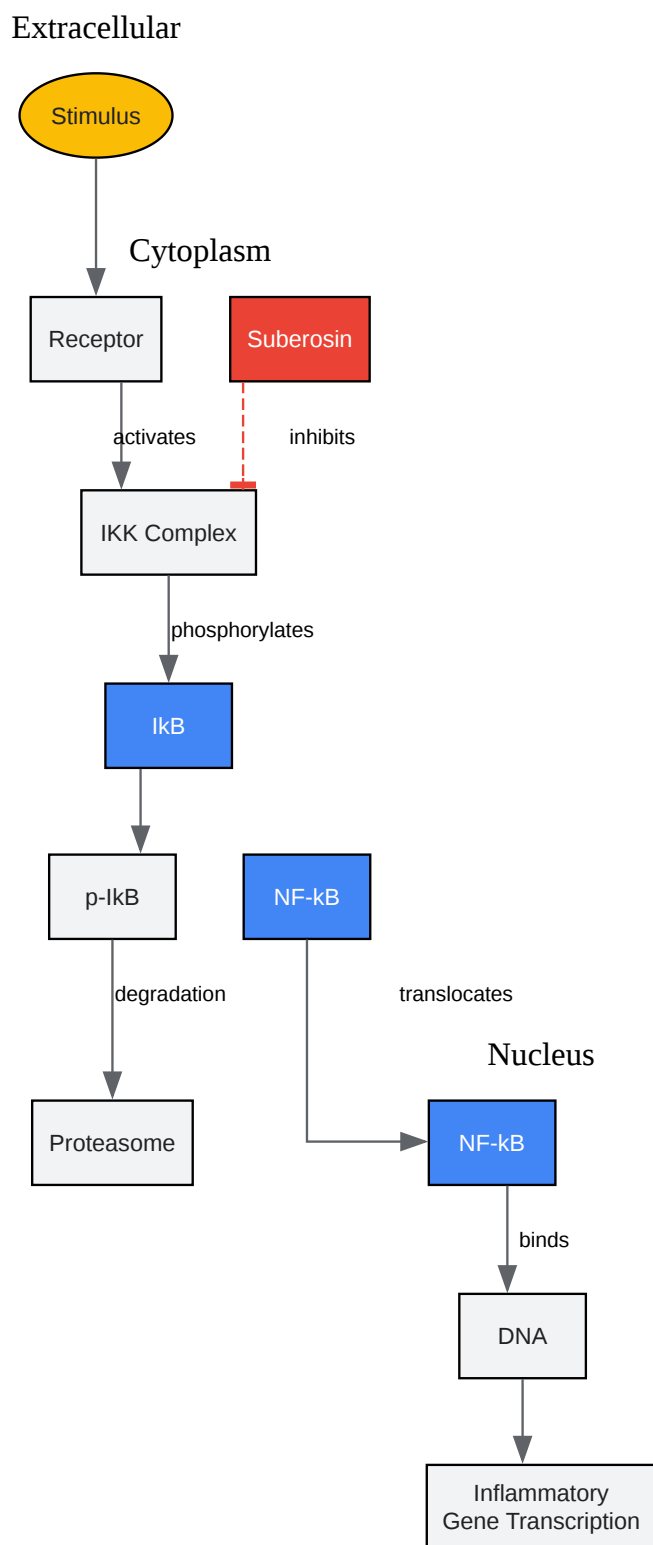 Extracellular
Stimulus
Cytoplasm
Receptor
Suberosin
activates
inhibits
IKK Complex
phosphorylates
IkB
p-IkB
NF-kB
degradation
translocates
Nucleus
Proteasome
NF-kB
binds
DNA
Inflammatory
Gene Transcription